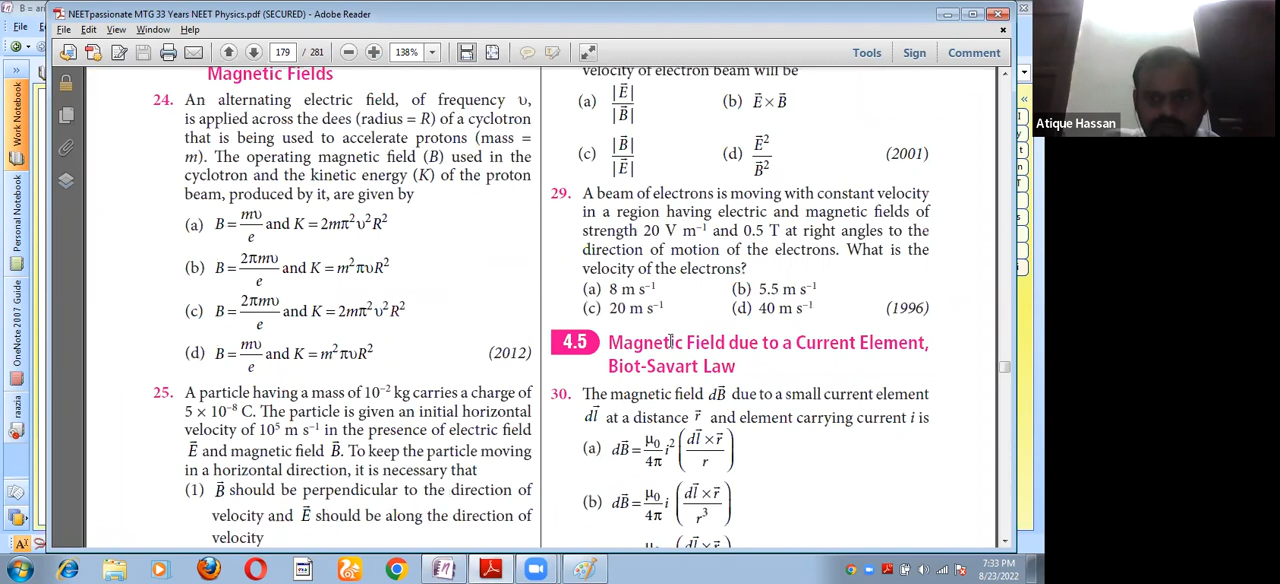 NEETpassionate MTG 33 Years NEET Physics.pdf (SECURED) - Adobe Reader
File Edit View Window Help
179 / 281 138% Tools Sign Comment
Magnetic Fields
24. An alternating electric field, of frequency υ,
is applied across the dees (radius = R) of a cyclotron
that is being used to accelerate protons (mass =
m). The operating magnetic field (B) used in the
cyclotron and the kinetic energy (K) of the proton
beam, produced by it, are given by
(a) B = mυ/e and K = 2mπ²υ²R²
(b) B = 2πmυ/e and K = m²πυR²
(c) B = 2πmυ/e and K = 2mπ²υ²R²
(d) B = mυ/e and K = m²πυR² (2012)
25. A particle having a mass of 10⁻² kg carries a charge of
5 × 10⁻⁸ C. The particle is given an initial horizontal
velocity of 10⁵ m s⁻¹ in the presence of electric field
E⃗ and magnetic field B⃗. To keep the particle moving
in a horizontal direction, it is necessary that
(1) B⃗ should be perpendicular to the direction of
velocity and E⃗ should be along the direction of
velocity
velocity of electron beam will be
(a) |E⃗|/|B⃗| (b) E⃗ × B⃗
(c) |B⃗|/|E⃗| (d) E⃗²/B⃗² (2001)
29. A beam of electrons is moving with constant velocity
in a region having electric and magnetic fields of
strength 20 V m⁻¹ and 0.5 T at right angles to the
direction of motion of the electrons. What is the
velocity of the electrons?
(a) 8 m s⁻¹ (b) 5.5 m s⁻¹
(c) 20 m s⁻¹ (d) 40 m s⁻¹ (1996)
4.5 Magnetic Field due to a Current Element,
Biot-Savart Law
30. The magnetic field dB⃗ due to a small current element
dl⃗ at a distance r⃗ and element carrying current i is
(a) dB⃗ = μ₀/4π i² (dl⃗ × r⃗/r)
(b) dB⃗ = μ₀/4π i (dl⃗ × r⃗/r³)
Atique Hassan
Work Notebook
Personal Notebook
OneNote 2007 Guide
raazia
7:33 PM
8/23/2022